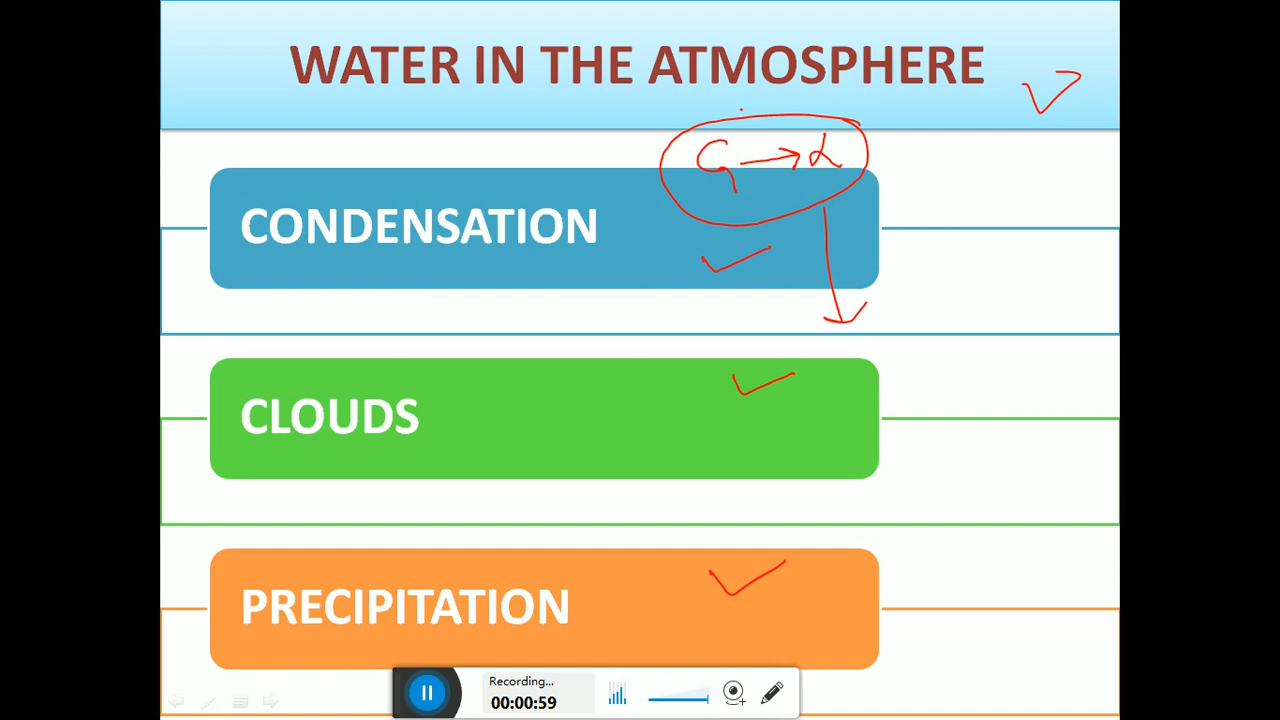 WATER IN THE ATMOSPHERE
G → L
CONDENSATION
CLOUDS
PRECIPITATION
Recording...
00:00:59